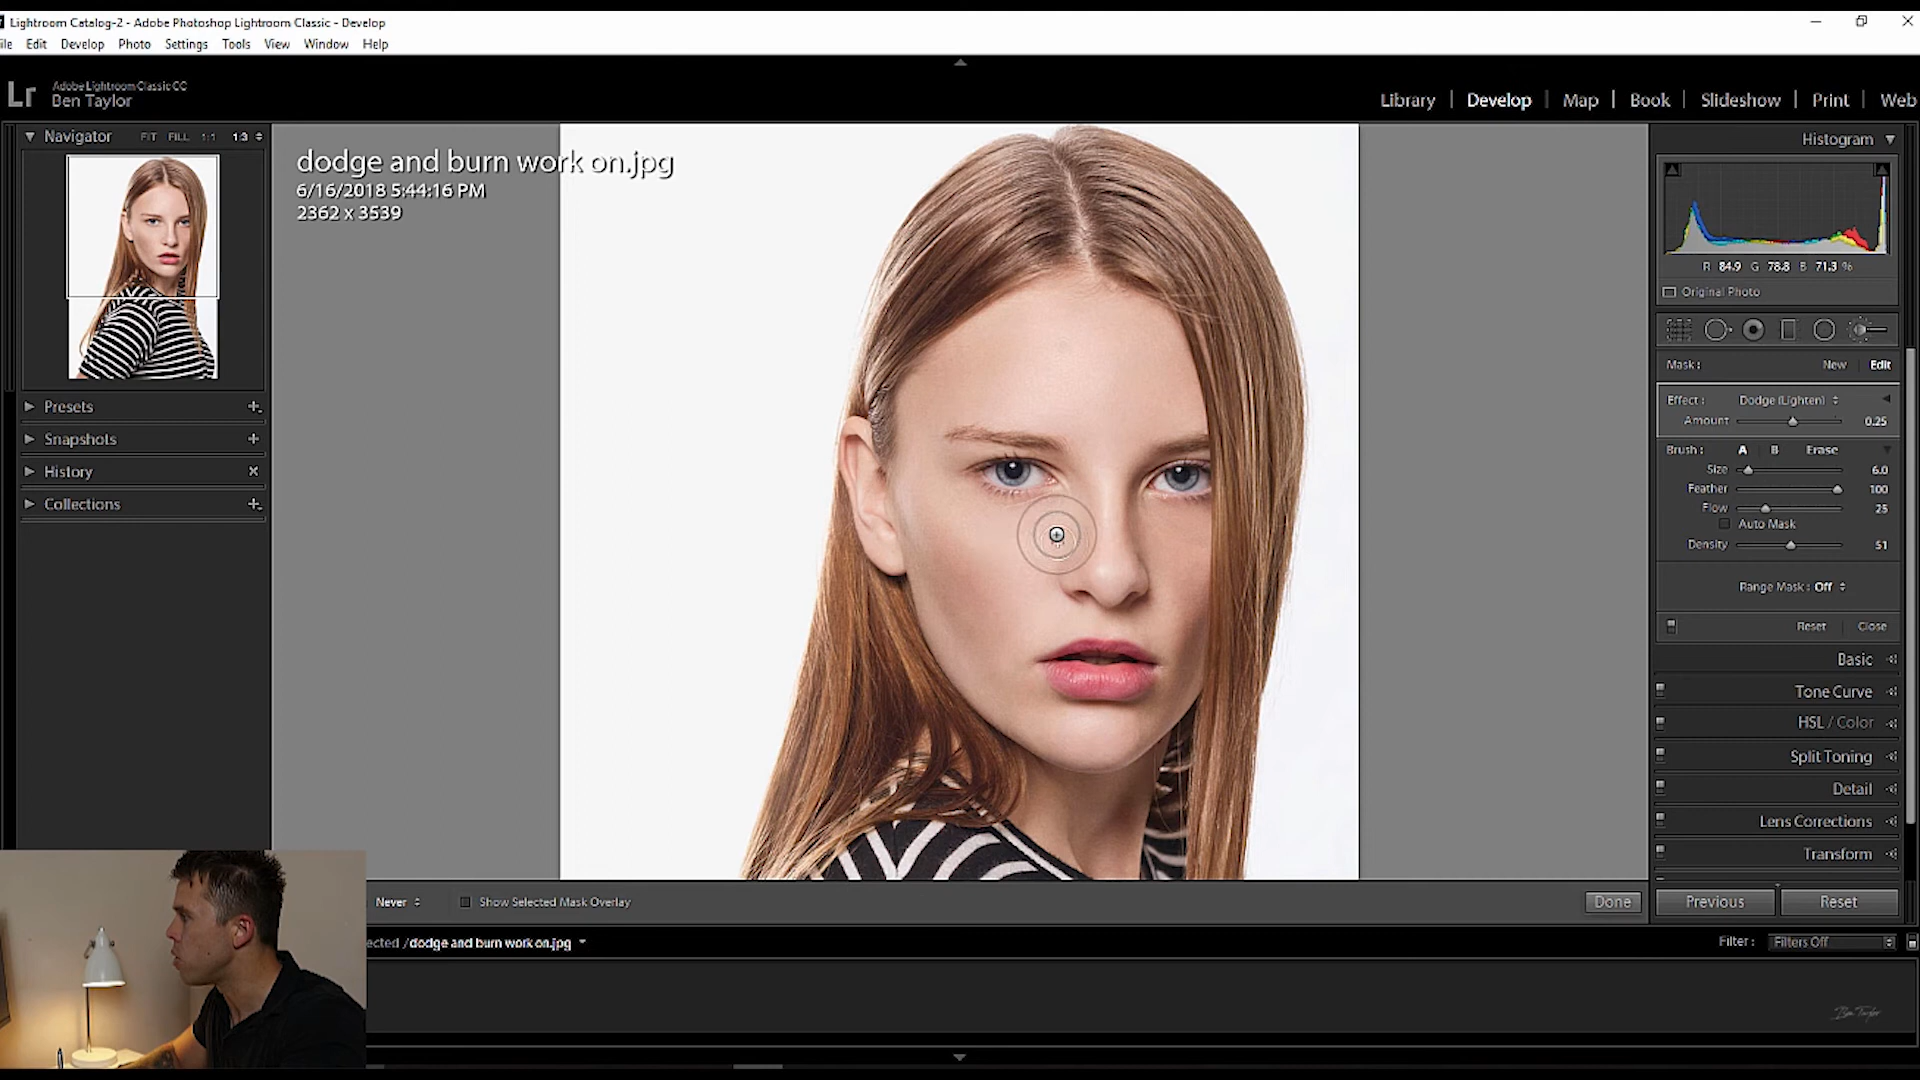 Lightroom Catalog-2 - Adobe Photoshop Lightroom Classic - Develop
ile Edit Develop Photo Settings Tools View Window Help
Lr Adobe Lightroom Classic CC
Ben Taylor
Library | Develop | Map | Book | Slideshow | Print | Web
Navigator FIT FILL 1:1 1:3
Histogram
dodge and burn work on.jpg
6/16/2018 5:44:16 PM
2362 x 3539
R 84.9 G 78.8 B 71.3 %
Original Photo
Mask : New Edit
Effect : Dodge (Lighten)
Amount 0.25
Brush : A B Erase
Size 6.0
Feather 100
Flow 25
Auto Mask
Density 51
Range Mask : Off
Reset Close
Presets
Snapshots
History
Collections
Basic
Tone Curve
HSL / Color
Split Toning
Detail
Lens Corrections
Transform
Never Show Selected Mask Overlay Done
Previous Reset
ected / dodge and burn work on.jpg
Filter : Filters Off
Ben Taylor